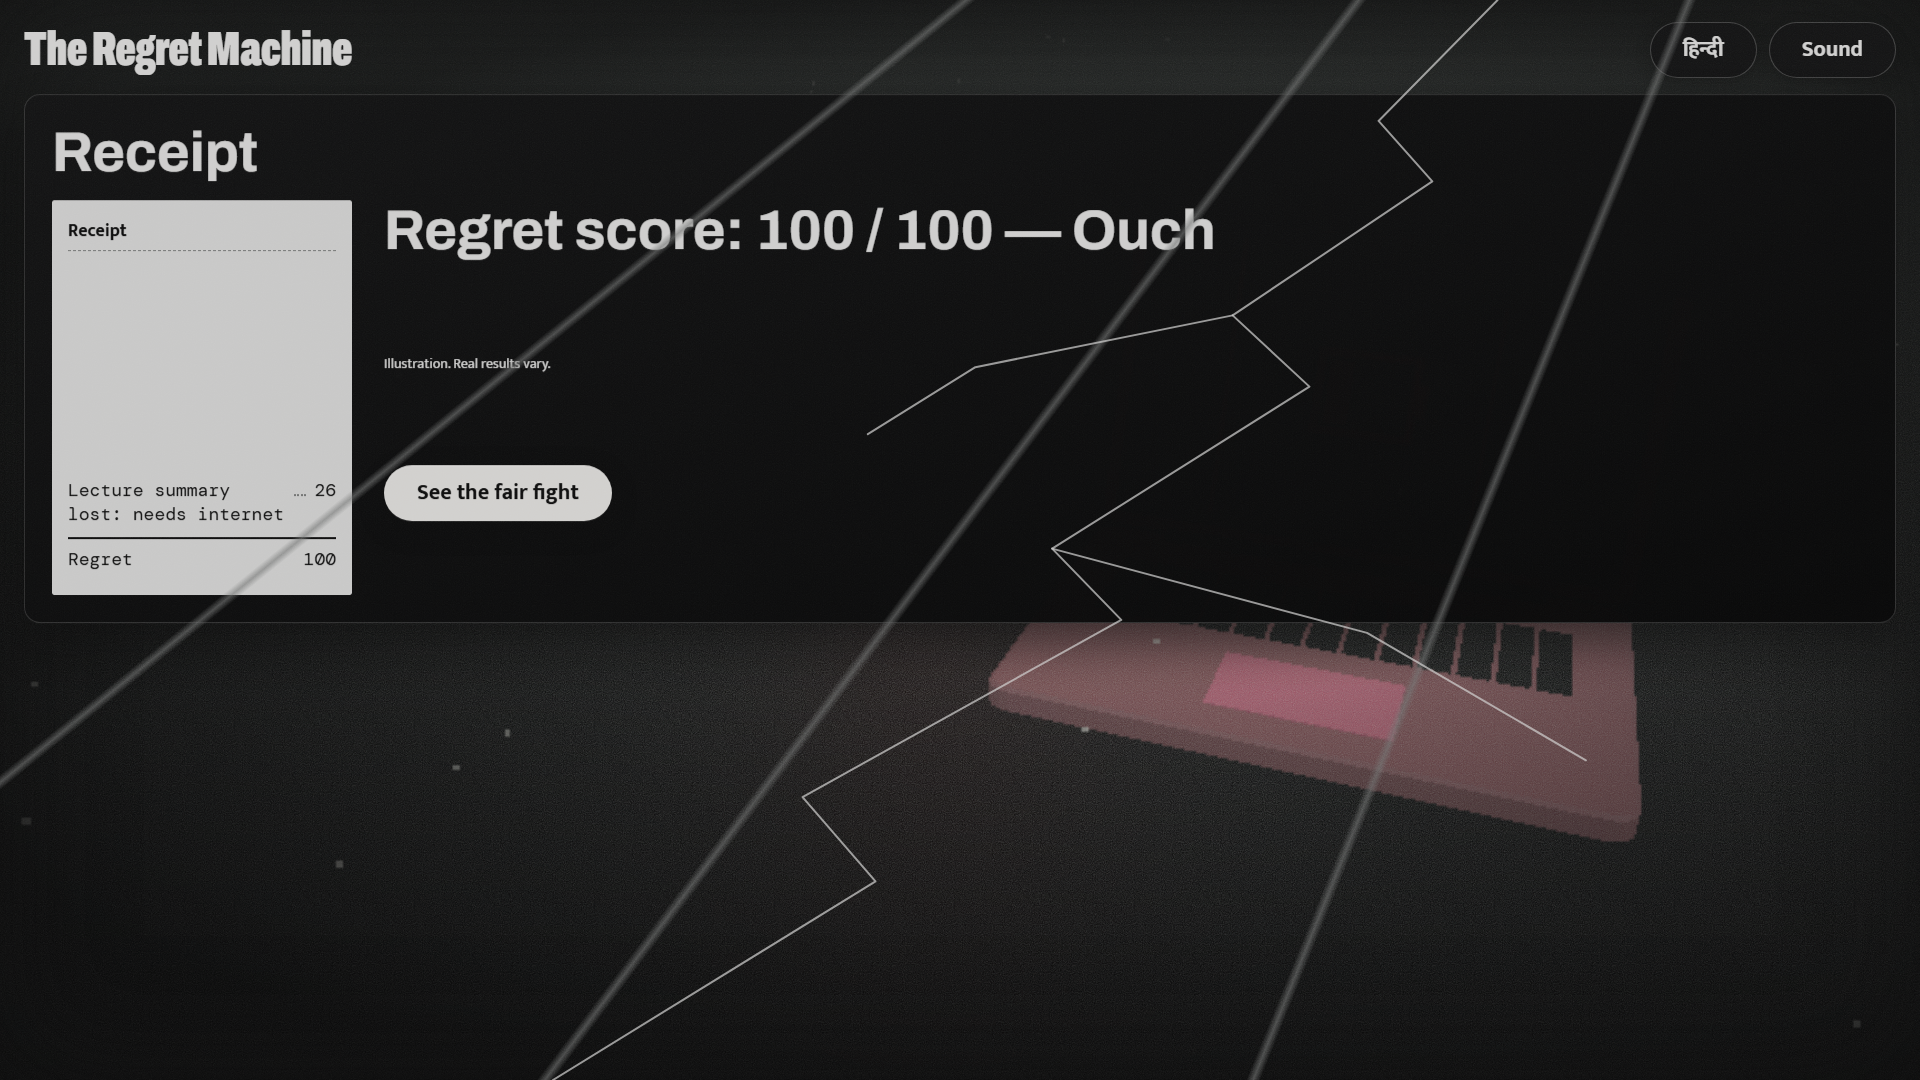 The Regret Machine
हिन्दी
Sound
Receipt
Receipt
Lecture summary .... 26
lost: needs internet
Regret 100
Regret score: 100 / 100 — Ouch
Illustration. Real results vary.
See the fair fight